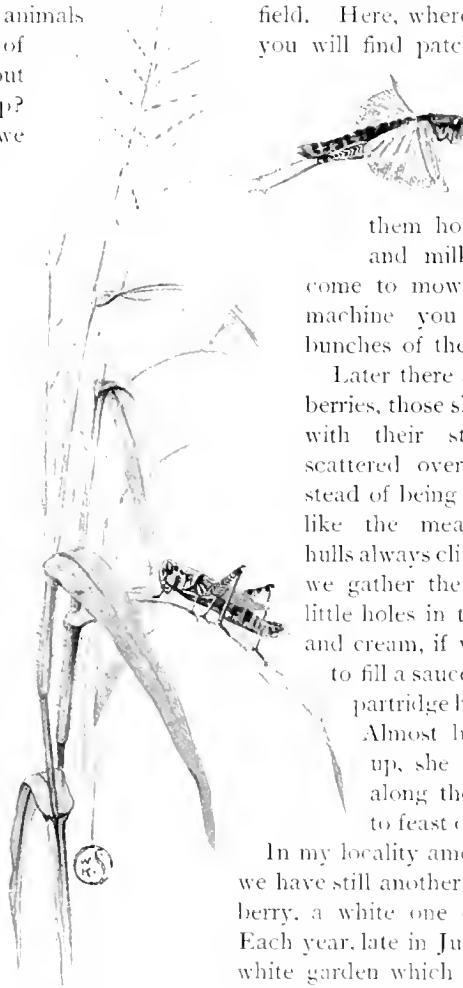 animals
of
out
p?
we
field. Here, where
you will find patc
them ho
and milk
come to mow
machine you
bunches of the
Later there
berries, those s
with their st
scattered over
stead of being
like the mea
hulls always cli
we gather the
little holes in t
and cream, if
to fill a sauce
partridge
Almost h
up, she
along the
to feast
In my locality amo
we have still another
berry, a white one
Each year, late in Ju
white garden which